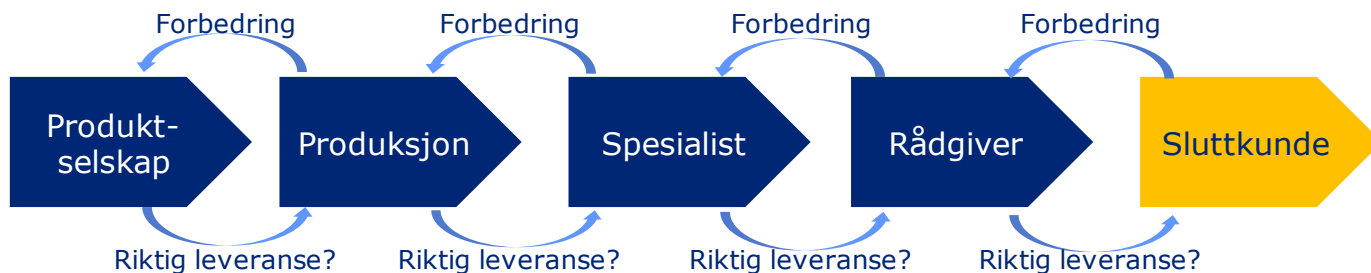 Forbedring
Forbedring
Forbedring
Forbedring
Produkt-
selskap
Produksjon
Spesialist
Rådgiver
Sluttkunde
Riktig leveranse?
Riktig leveranse?
Riktig leveranse?
Riktig leveranse?